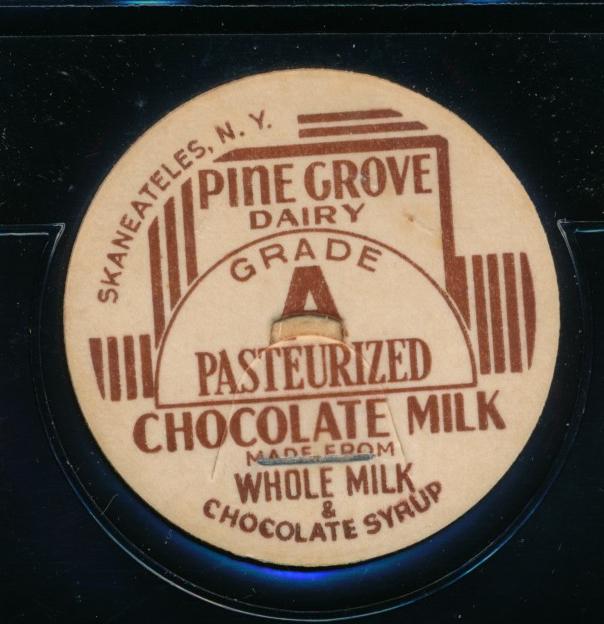 SKANEATELES, N. Y.
PINE GROVE
DAIRY
GRADE
A
PASTEURIZED
CHOCOLATE MILK
MADE FROM
WHOLE MILK
&
CHOCOLATE SYRUP